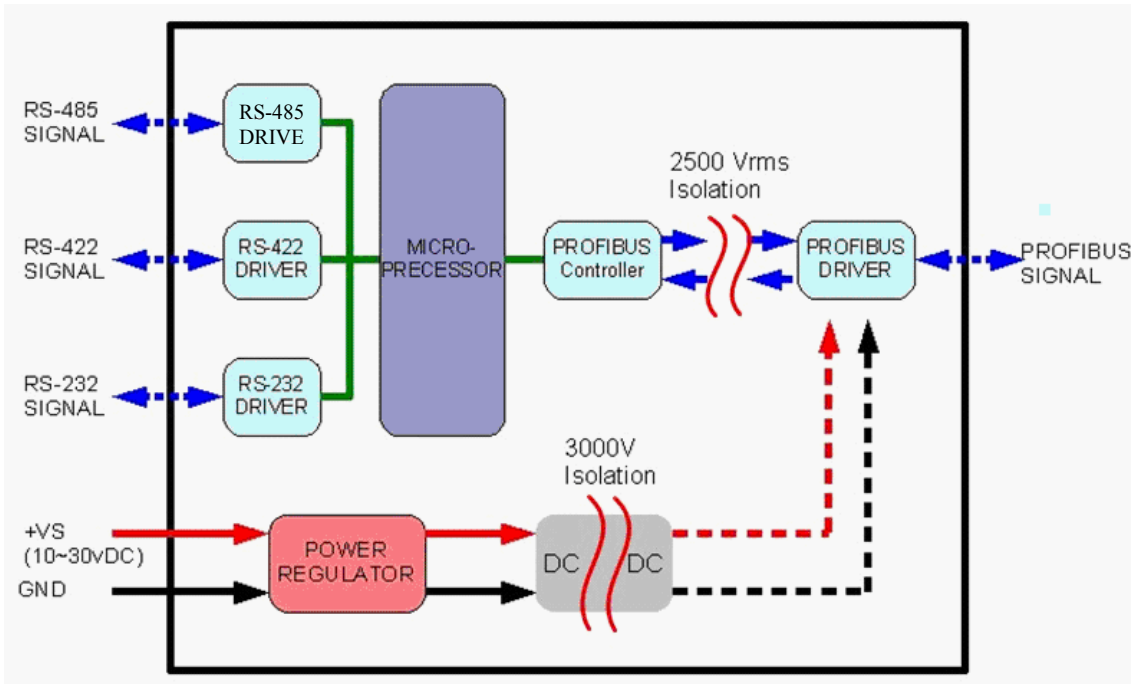 RS-485
SIGNAL
RS-485
DRIVE
RS-422
SIGNAL
RS-422
DRIVER
RS-232
SIGNAL
RS-232
DRIVER
MICRO-
PRECESSOR
PROFIBUS
Controller
2500 Vrms
Isolation
PROFIBUS
DRIVER
PROFIBUS
SIGNAL
+VS
(10~30vDC)
GND
POWER
REGULATOR
3000V
Isolation
DC
DC